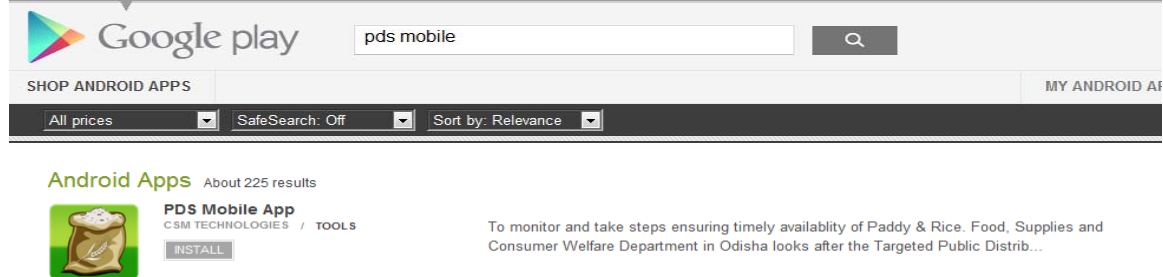 Google play
pds mobile
SHOP ANDROID APPS
MY ANDROID AP
All prices
SafeSearch: Off
Sort by: Relevance
Android Apps About 225 results
PDS Mobile App
CSM TECHNOLOGIES / TOOLS
INSTALL
To monitor and take steps ensuring timely availablity of Paddy & Rice. Food, Supplies and
Consumer Welfare Department in Odisha looks after the Targeted Public Distrib...